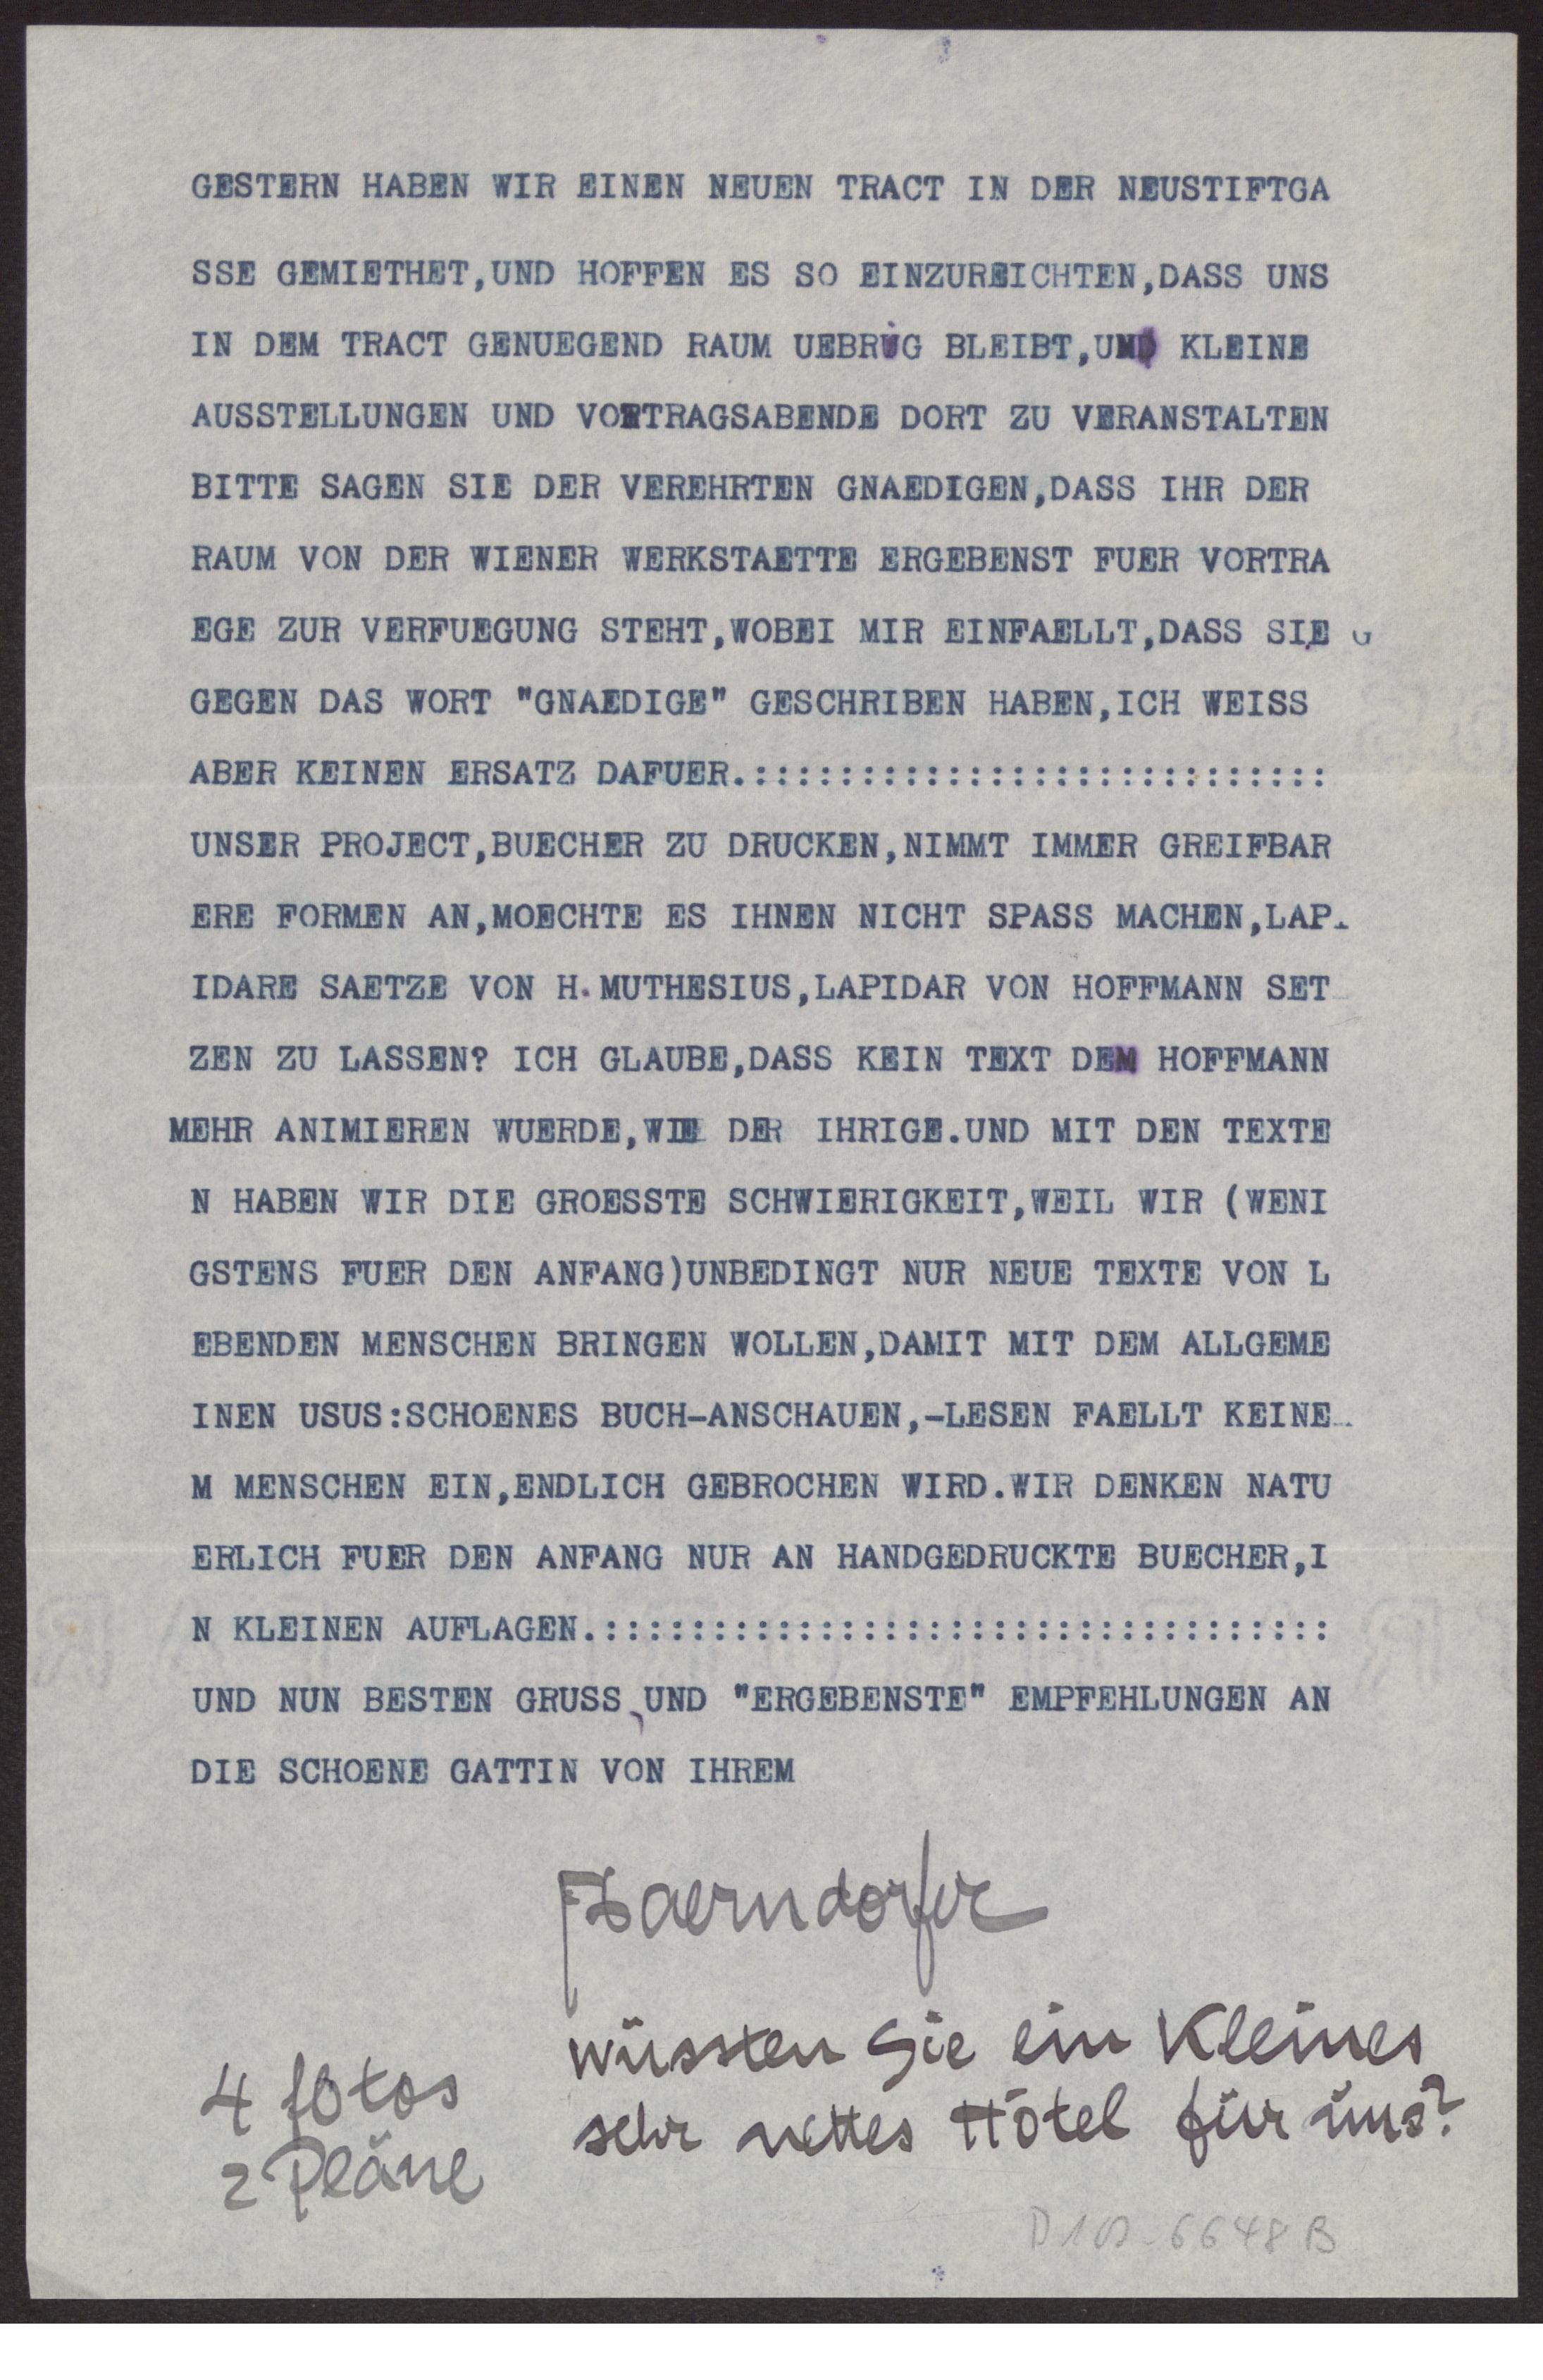 GESTERN HABEN WIR EINEN NEUEN TRACT IN DER NEUSTIFTGA
SSE GEMIETHET,UND HOFFEN ES SO EINZUREICHTEN,DASS UNS
IN DEM TRACT GENUEGEND RAUM UEBRUG BLEIBT,UMD KLEINE
AUSSTELLUNGEN UND VORTRAGSABENDE DORT ZU VERANSTALTEN
BITTE SAGEN SIE DER VEREHRTEN GNAEDIGEN,DASS IHR DER
RAUM VON DER WIENER WERKSTAETTE ERGEBENST FUER VORTRA
EGE ZUR VERFUEGUNG STEHT,WOBEI MIR EINFAELLT,DASS SIE G
GEGEN DAS WORT "GNAEDIGE" GESCHRIBEN HABEN,ICH WEISS
ABER KEINEN ERSATZ DAFUER.:::::::::::::::::::::::::::
UNSER PROJECT,BUECHER ZU DRUCKEN,NIMMT IMMER GREIFBAR
ERE FORMEN AN,MOECHTE ES IHNEN NICHT SPASS MACHEN,LAP
IDARE SAETZE VON H.MUTHESIUS,LAPIDAR VON HOFFMANN SET
ZEN ZU LASSEN? ICH GLAUBE,DASS KEIN TEXT DEM HOFFMANN
MEHR ANIMIEREN WUERDE,WIE DER IHRIGE.UND MIT DEN TEXTE
N HABEN WIR DIE GROESSTE SCHWIERIGKEIT,WEIL WIR (WENI
GSTENS FUER DEN ANFANG)UNBEDINGT NUR NEUE TEXTE VON L
EBENDEN MENSCHEN BRINGEN WOLLEN,DAMIT MIT DEM ALLGEME
INEN USUS:SCHOENES BUCH-ANSCHAUEN,-LESEN FAELLT KEINE
M MENSCHEN EIN,ENDLICH GEBROCHEN WIRD.WIR DENKEN NATU
ERLICH FUER DEN ANFANG NUR AN HANDGEDRUCKTE BUECHER,I
N KLEINEN AUFLAGEN.::::::::::::::::::::::::::::::::::
UND NUN BESTEN GRUSS UND "ERGEBENSTE" EMPFEHLUNGEN AN
DIE SCHOENE GATTIN VON IHREM
FWaerndorfer
wüssten Sie ein kleines
sehr nettes Hôtel für uns?
4 fotos
2 Pläne
D 102-6648 B